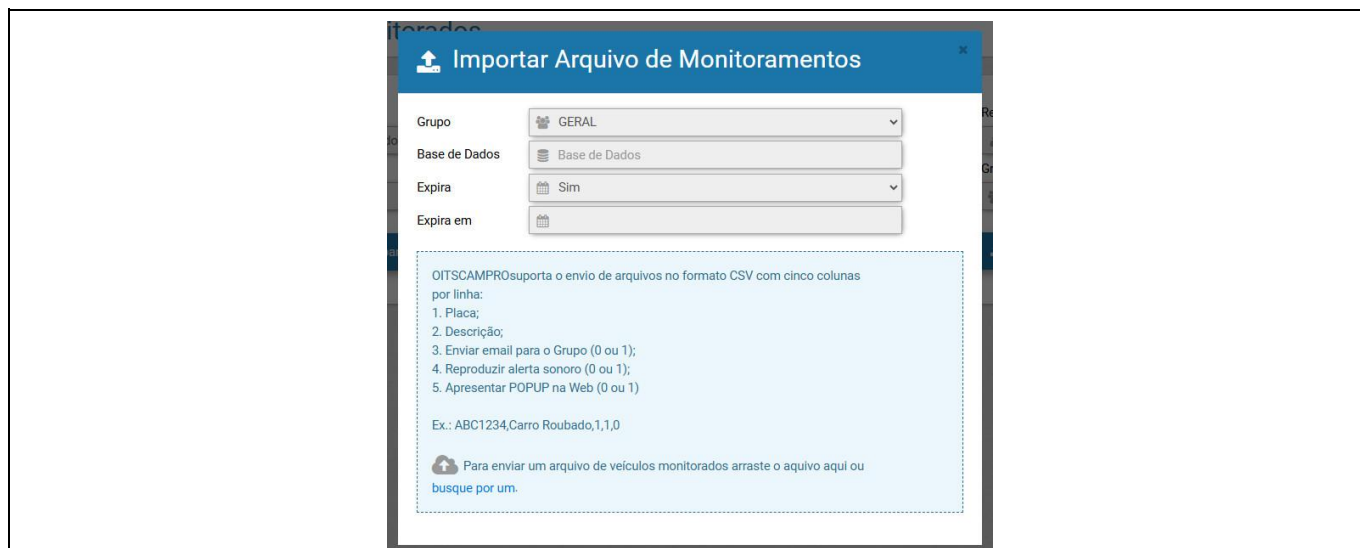 itorados
Importar Arquivo de Monitoramentos
×
Grupo
GERAL
Re
do
Base de Dados
Base de Dados
Gr
Expira
Sim
Expira em
OITSCAMPROsuporta o envio de arquivos no formato CSV com cinco colunas
por linha:
1. Placa;
2. Descrição;
3. Enviar email para o Grupo (0 ou 1);
4. Reproduzir alerta sonoro (0 ou 1);
5. Apresentar POPUP na Web (0 ou 1)
Ex.: ABC1234,Carro Roubado,1,1,0
Para enviar um arquivo de veículos monitorados arraste o aquivo aqui ou
busque por um.